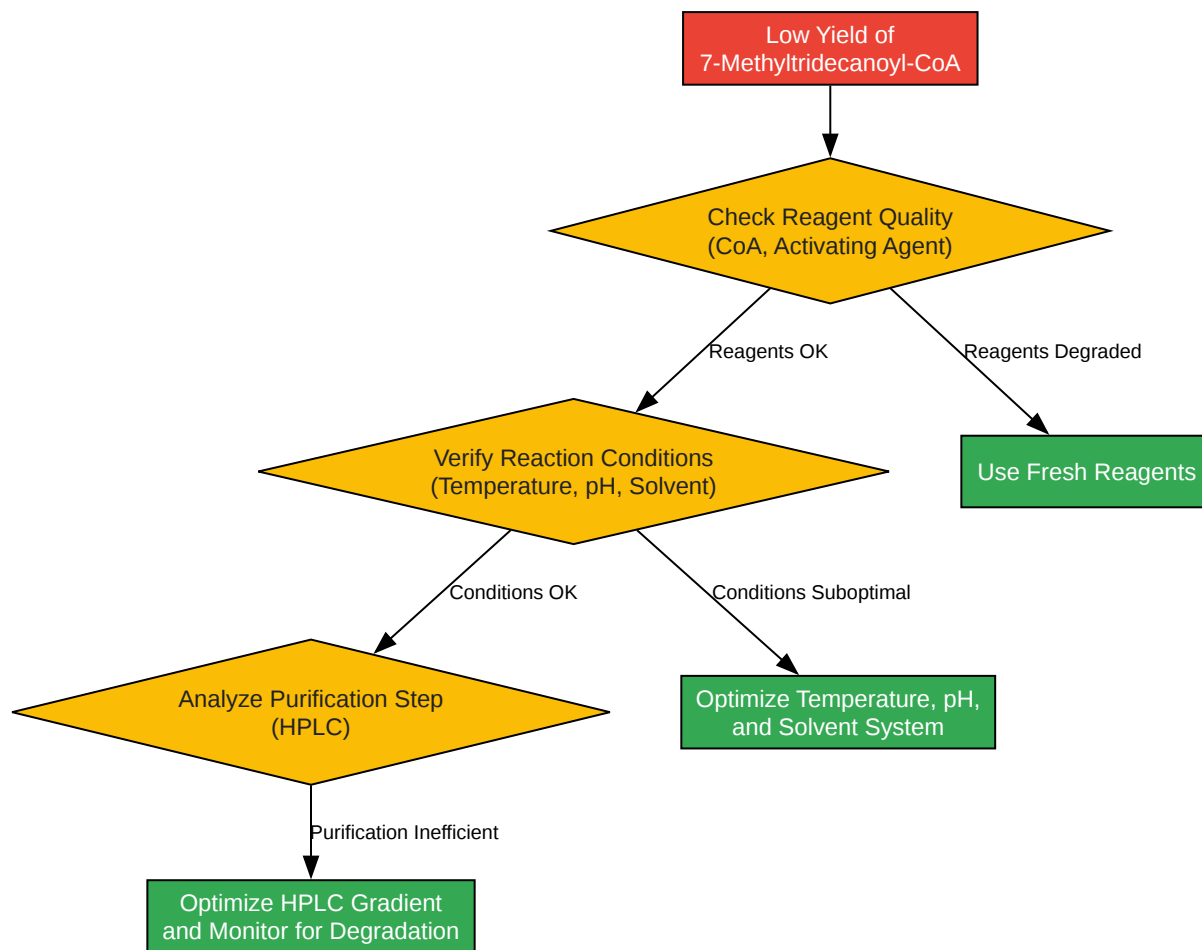 Low Yield of
7-Methyltridecanoyl-CoA
Check Reagent Quality
(CoA, Activating Agent)
Reagents OK
Reagents Degraded
Verify Reaction Conditions
(Temperature, pH, Solvent)
Use Fresh Reagents
Conditions OK
Conditions Suboptimal
Analyze Purification Step
(HPLC)
Optimize Temperature, pH,
and Solvent System
Purification Inefficient
Optimize HPLC Gradient
and Monitor for Degradation